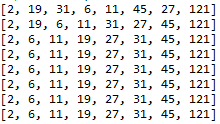 [2, 19, 31, 6, 11, 45, 27, 121]
[2, 19, 6, 11, 31, 27, 45, 121]
[2, 6, 11, 19, 27, 31, 45, 121]
[2, 6, 11, 19, 27, 31, 45, 121]
[2, 6, 11, 19, 27, 31, 45, 121]
[2, 6, 11, 19, 27, 31, 45, 121]
[2, 6, 11, 19, 27, 31, 45, 121]
[2, 6, 11, 19, 27, 31, 45, 121]